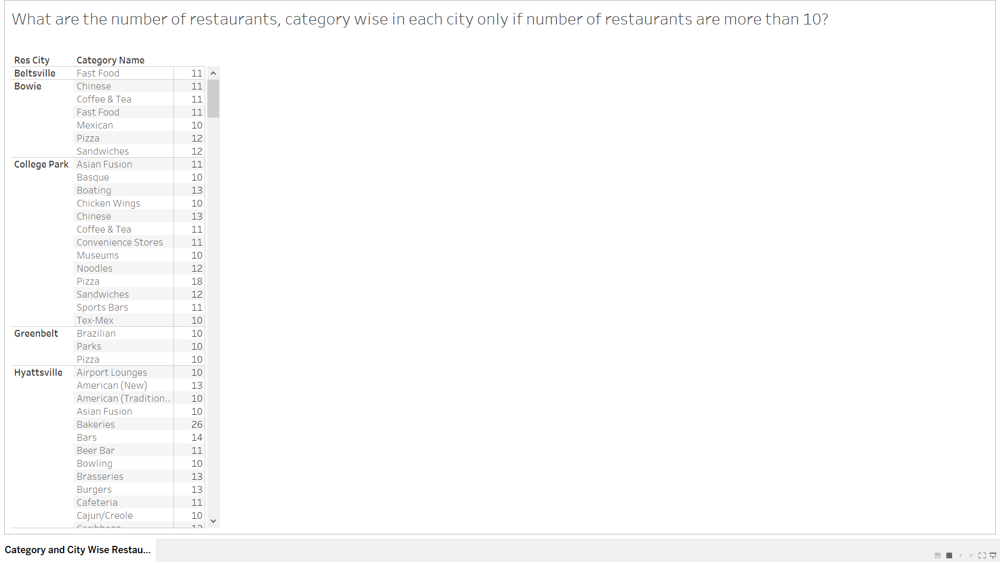 What are the number of restaurants, category wise in each city only if number of restaurants are more than 10?
Res City Category Name
Beltsville Fast Food 11
Bowie Chinese 11
Coffee & Tea 11
Fast Food 11
Mexican 10
Pizza 12
Sandwiches 12
College Park Asian Fusion 11
Basque 10
Boating 13
Chicken Wings 10
Chinese 13
Coffee & Tea 11
Convenience Stores 11
Museums 10
Noodles 12
Pizza 18
Sandwiches 12
Sports Bars 11
Tex-Mex 10
Greenbelt Brazilian 10
Parks 10
Pizza 10
Hyattsville Airport Lounges 10
American (New) 13
American (Tradition.. 10
Asian Fusion 10
Bakeries 26
Bars 14
Beer Bar 11
Bowling 10
Brasseries 13
Burgers 13
Cafeteria 11
Cajun/Creole 10
Category and City Wise Restau...